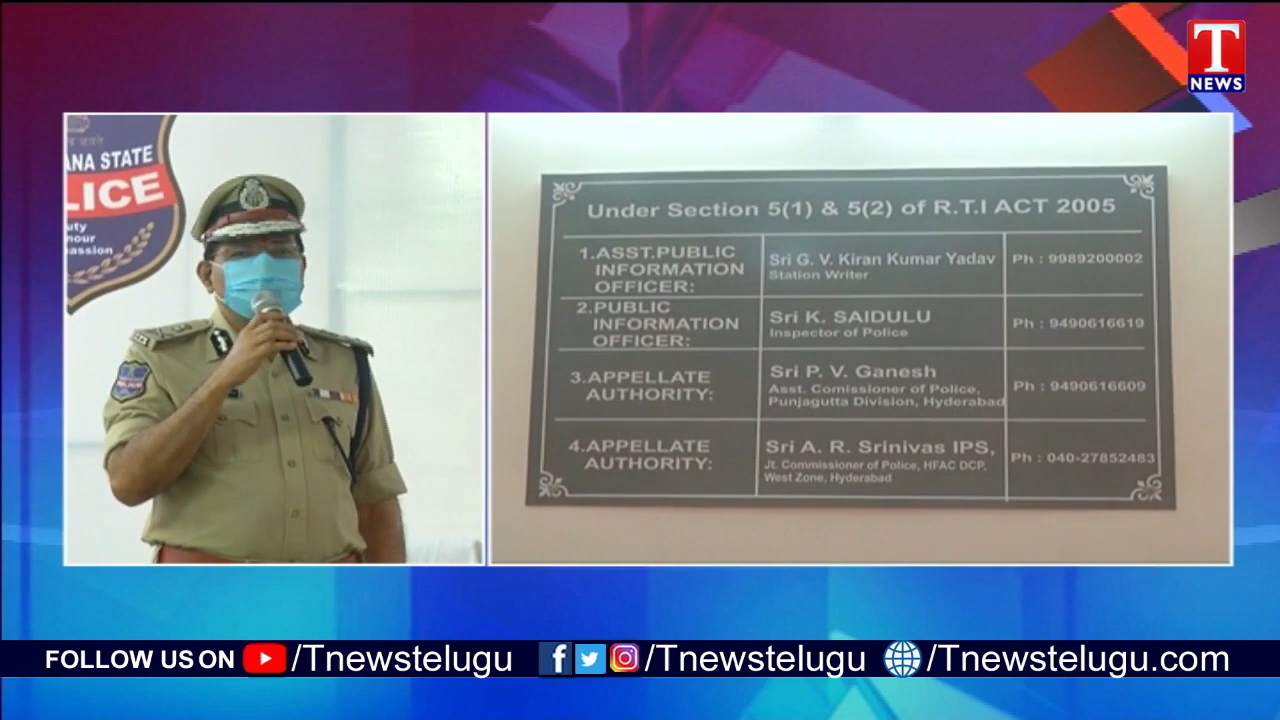 T
NEWS
ANA STATE
LICE
uty
nour
passion
Under Section 5(1) & 5(2) of R.T.I ACT 2005
1.ASST.PUBLIC
INFORMATION
OFFICER:
Sri G. V. Kiran Kumar Yadav
Station Writer
Ph : 9989200002
2.PUBLIC
INFORMATION
OFFICER:
Sri K. SAIDULU
Inspector of Police
Ph : 9490616619
3.APPELLATE
AUTHORITY:
Sri P. V. Ganesh
Asst. Comissioner of Police,
Punjagutta Division, Hyderabad
Ph : 9490616609
4.APPELLATE
AUTHORITY:
Sri A. R. Srinivas IPS,
Jt. Commissioner of Police, HFAC DCP,
West Zone, Hyderabad
Ph : 040-27852483
FOLLOW US ON /Tnewstelugu /Tnewstelugu /Tnewstelugu.com